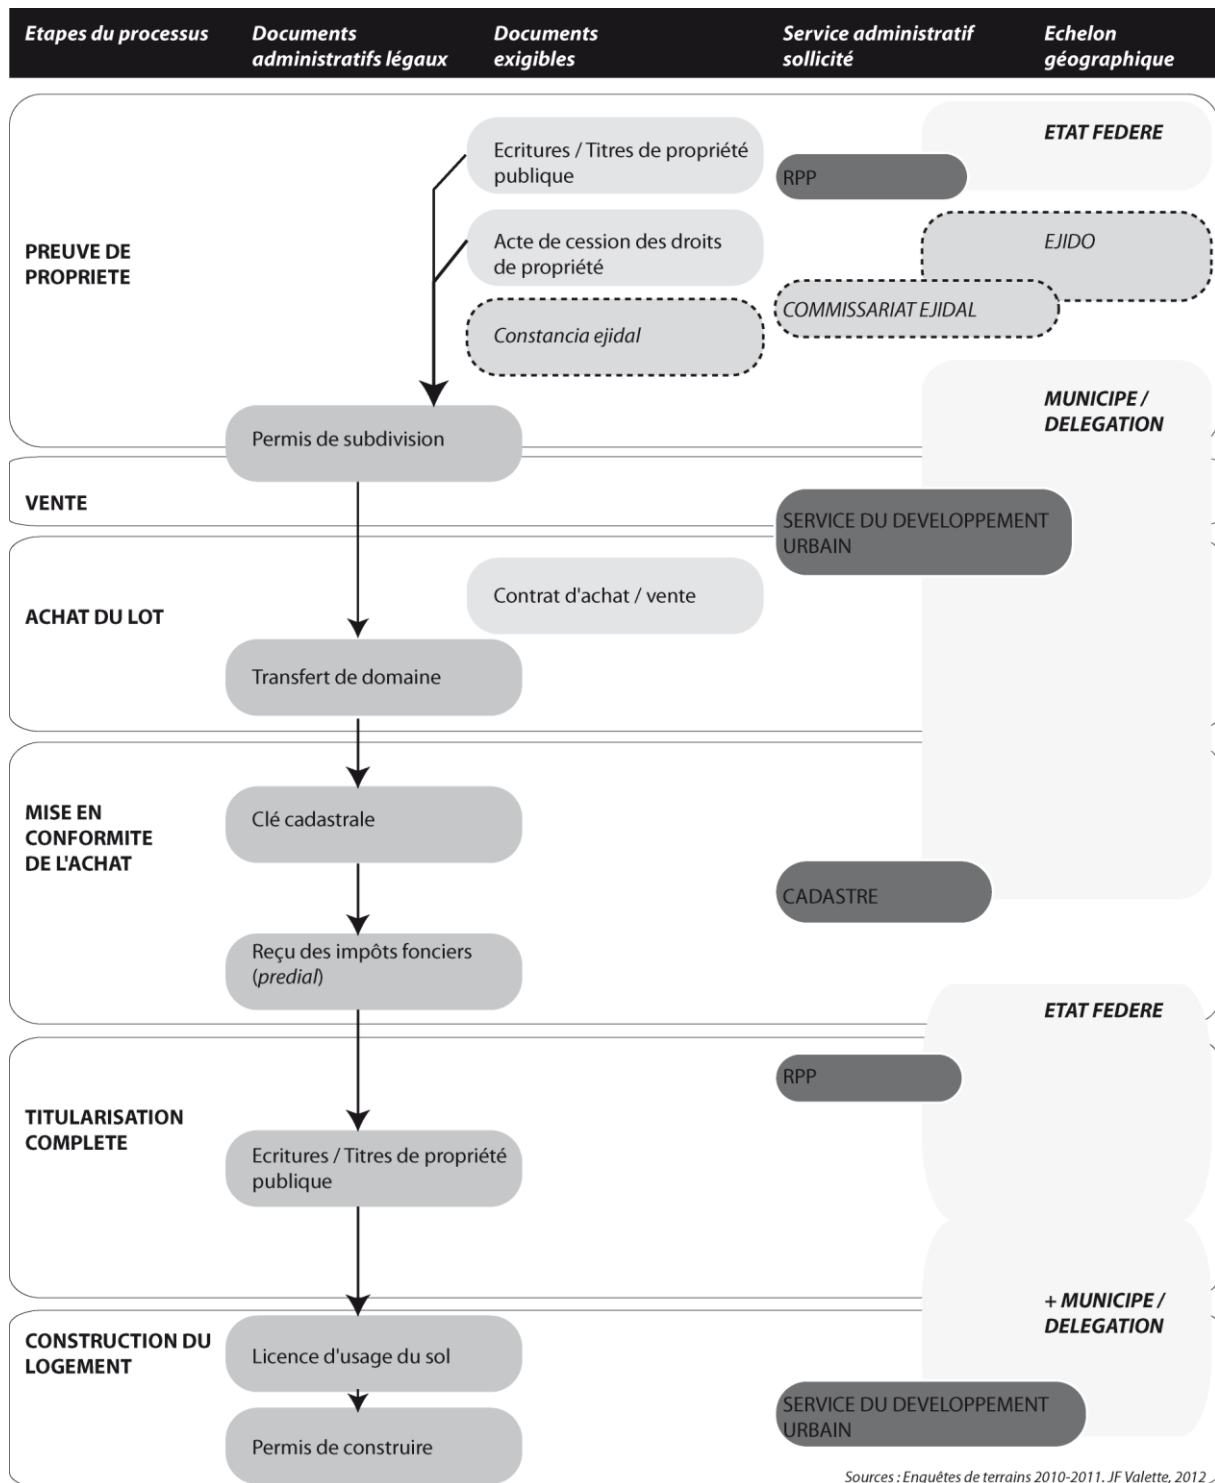 Etapes du processus
Documents
administratifs légaux
Documents
exigibles
Service administratif
sollicité
Echelon
géographique
PREUVE DE
PROPRIETE
Ecritures / Titres de propriété
publique
RPP
ETAT FEDERE
Acte de cession des droits
de propriété
EJIDO
Constancia ejidal
COMMISSARIAT EJIDAL
Permis de subdivision
MUNICIPE /
DELEGATION
VENTE
SERVICE DU DEVELOPPEMENT
URBAIN
ACHAT DU LOT
Contrat d'achat / vente
Transfert de domaine
MISE EN
CONFORMITE
DE L'ACHAT
Clé cadastrale
CADASTRE
Reçu des impôts fonciers
(predial)
ETAT FEDERE
TITULARISATION
COMPLETE
RPP
Ecritures / Titres de propriété
publique
+ MUNICIPE /
DELEGATION
CONSTRUCTION DU
LOGEMENT
Licence d'usage du sol
SERVICE DU DEVELOPPEMENT
URBAIN
Permis de construire
Sources : Enquêtes de terrains 2010-2011. JF Valette, 2012